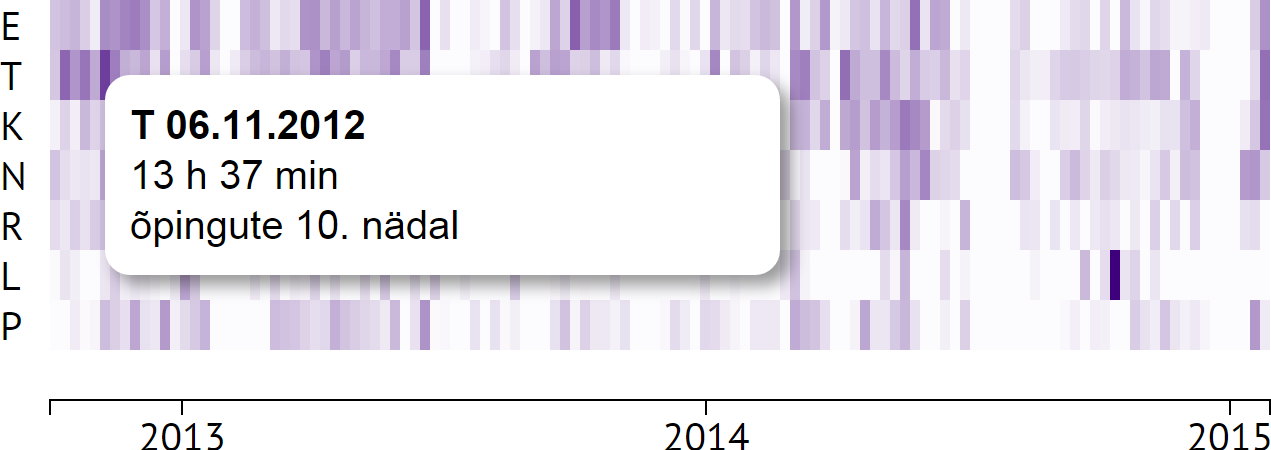 E
T
K
N
R
L
P
T 06.11.2012
13 h 37 min
õpingute 10. nädal
2013 2014 2015